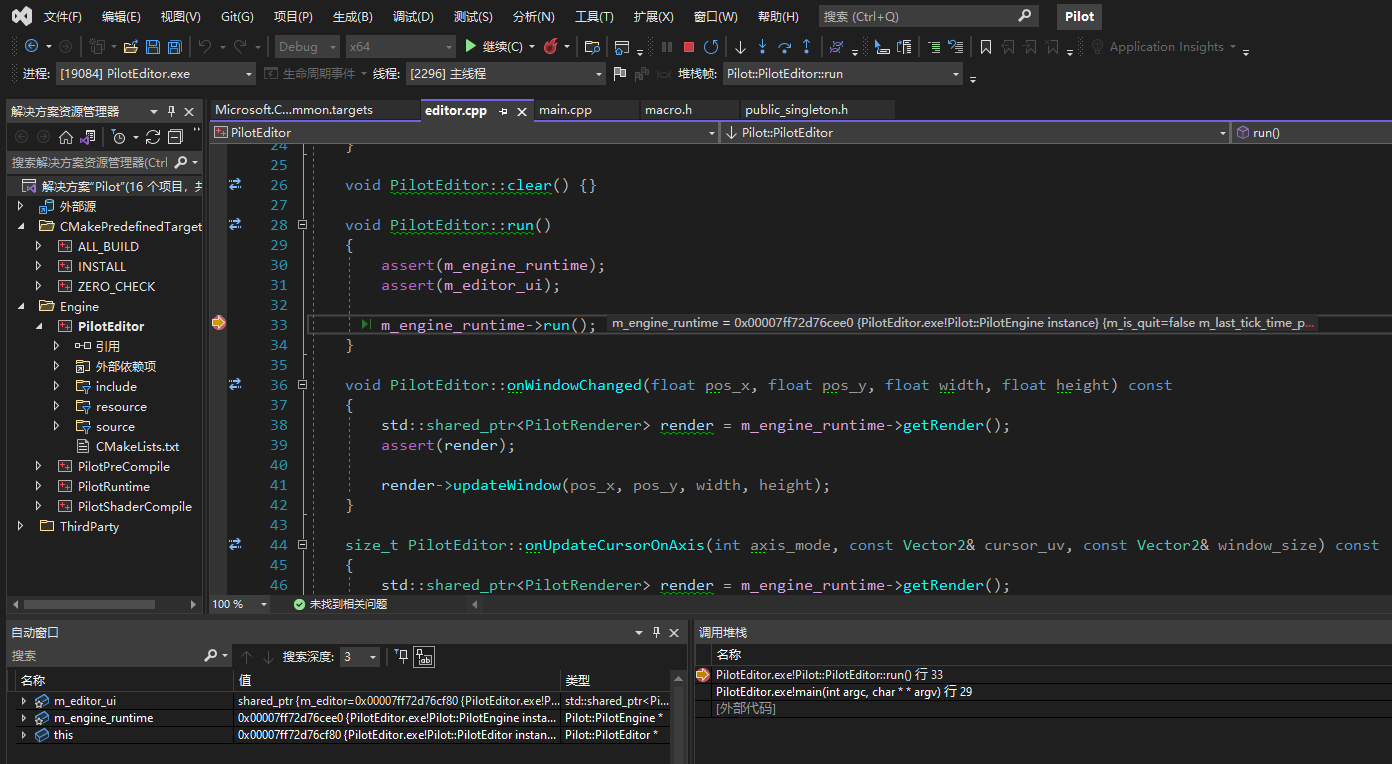 文件(F) 编辑(E) 视图(V) Git(G) 项目(P) 生成(B) 调试(D) 测试(S) 分析(N) 工具(T) 扩展(X) 窗口(W) 帮助(H) 搜索 (Ctrl+Q) Pilot
Debug x64 继续(C) Application Insights
进程: [19084] PilotEditor.exe 生命周期事件 线程: [2296] 主线程 堆栈帧: Pilot::PilotEditor::run
解决方案资源管理器
搜索解决方案资源管理器(Ctrl
解决方案"Pilot"(16 个项目, 共
外部源
CMakePredefinedTarget
ALL_BUILD
INSTALL
ZERO_CHECK
Engine
PilotEditor
引用
外部依赖项
include
resource
source
CMakeLists.txt
PilotPreCompile
PilotRuntime
PilotShaderCompile
ThirdParty
Microsoft.C...mmon.targets editor.cpp main.cpp macro.h public_singleton.h
PilotEditor Pilot::PilotEditor run()
24 }
25
26 void PilotEditor::clear() {}
27
28 void PilotEditor::run()
29 {
30 assert(m_engine_runtime);
31 assert(m_editor_ui);
32
33 m_engine_runtime->run(); m_engine_runtime = 0x00007ff72d76cee0 {PilotEditor.exe!Pilot::PilotEngine instance} {m_is_quit=false m_last_tick_time_p...
34 }
35
36 void PilotEditor::onWindowChanged(float pos_x, float pos_y, float width, float height) const
37 {
38 std::shared_ptr<PilotRenderer> render = m_engine_runtime->getRender();
39 assert(render);
40
41 render->updateWindow(pos_x, pos_y, width, height);
42 }
43
44 size_t PilotEditor::onUpdateCursorOnAxis(int axis_mode, const Vector2& cursor_uv, const Vector2& window_size) const
45 {
46 std::shared_ptr<PilotRenderer> render = m_engine_runtime->getRender();
100 % 未找到相关问题
自动窗口
搜索 搜索深度: 3
名称 值 类型
m_editor_ui shared_ptr {m_editor=0x00007ff72d76cf80 {PilotEditor.exe!P... std::shared_ptr<Pi...
m_engine_runtime 0x00007ff72d76cee0 {PilotEditor.exe!Pilot::PilotEngine insta... Pilot::PilotEngine *
this 0x00007ff72d76cf80 {PilotEditor.exe!Pilot::PilotEditor instan... Pilot::PilotEditor *
调用堆栈
名称
PilotEditor.exe!Pilot::PilotEditor::run() 行 33
PilotEditor.exe!main(int argc, char * * argv) 行 29
[外部代码]